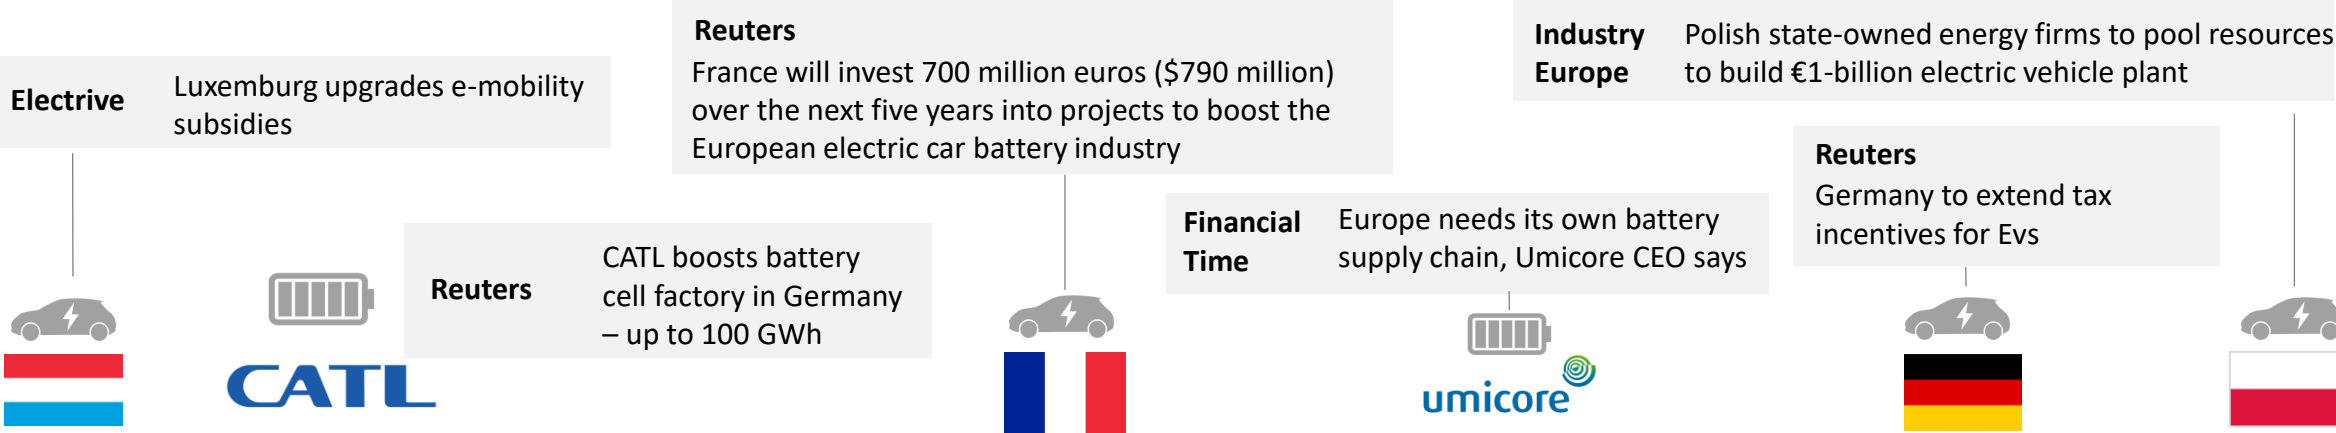 Electrive
Luxemburg upgrades e-mobility
subsidies
Reuters
CATL boosts battery
cell factory in Germany
– up to 100 GWh
CATL
Reuters
France will invest 700 million euros ($790 million)
over the next five years into projects to boost the
European electric car battery industry
Financial
Time
Europe needs its own battery
supply chain, Umicore CEO says
umicore
Reuters
Germany to extend tax
incentives for Evs
Industry
Europe
Polish state-owned energy firms to pool resources
to build €1-billion electric vehicle plant